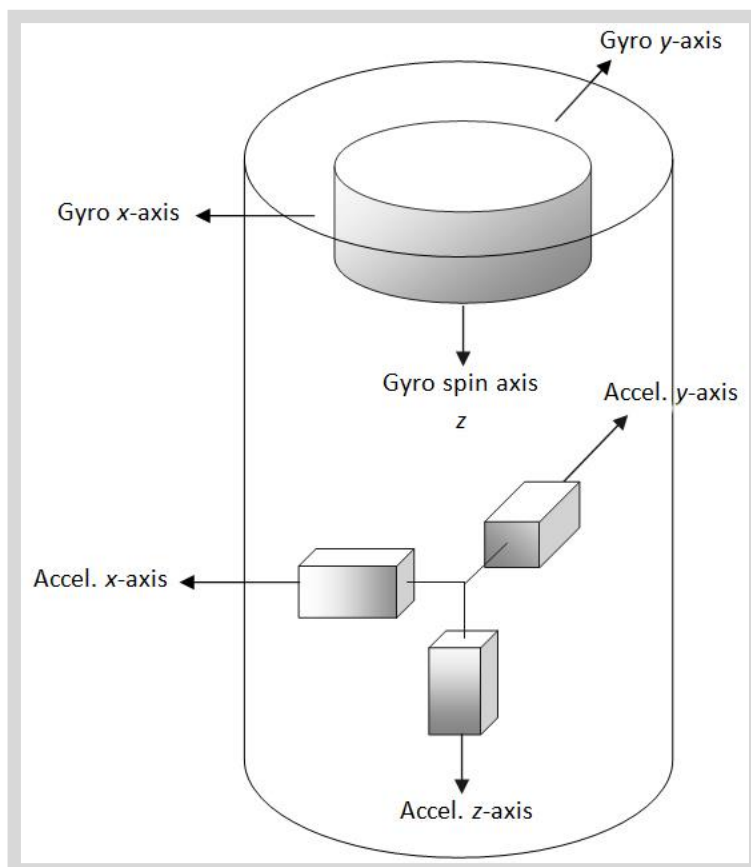 Gyro y-axis
Gyro x-axis
Gyro spin axis
z
Accel. y-axis
Accel. x-axis
Accel. z-axis